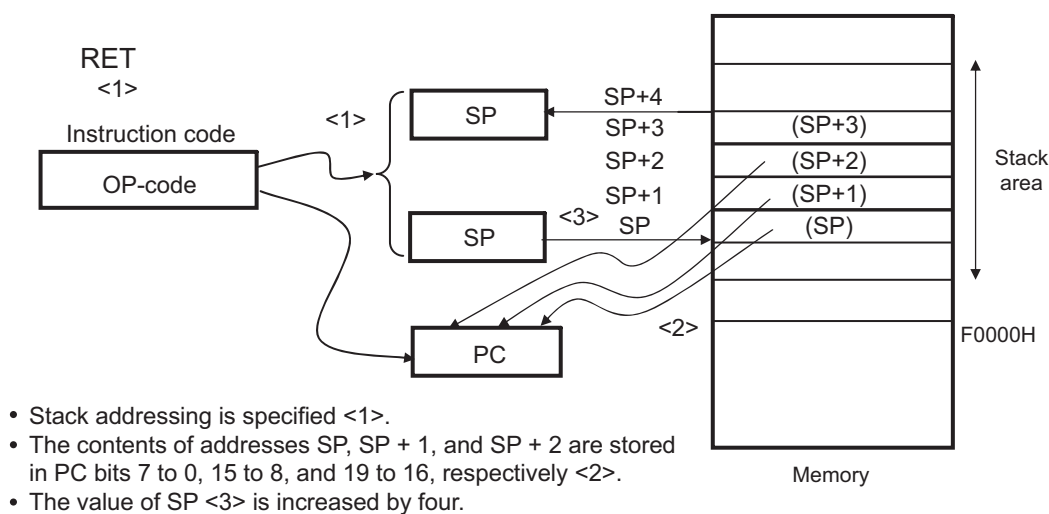 RET
<1>
Instruction code
OP-code
<1>
SP
SP
<3>
PC
SP+4
SP+3
SP+2
SP+1
SP
<2>
(SP+3)
(SP+2)
(SP+1)
(SP)
Stack
area
F0000H
Memory
• Stack addressing is specified <1>.
• The contents of addresses SP, SP + 1, and SP + 2 are stored
in PC bits 7 to 0, 15 to 8, and 19 to 16, respectively <2>.
• The value of SP <3> is increased by four.